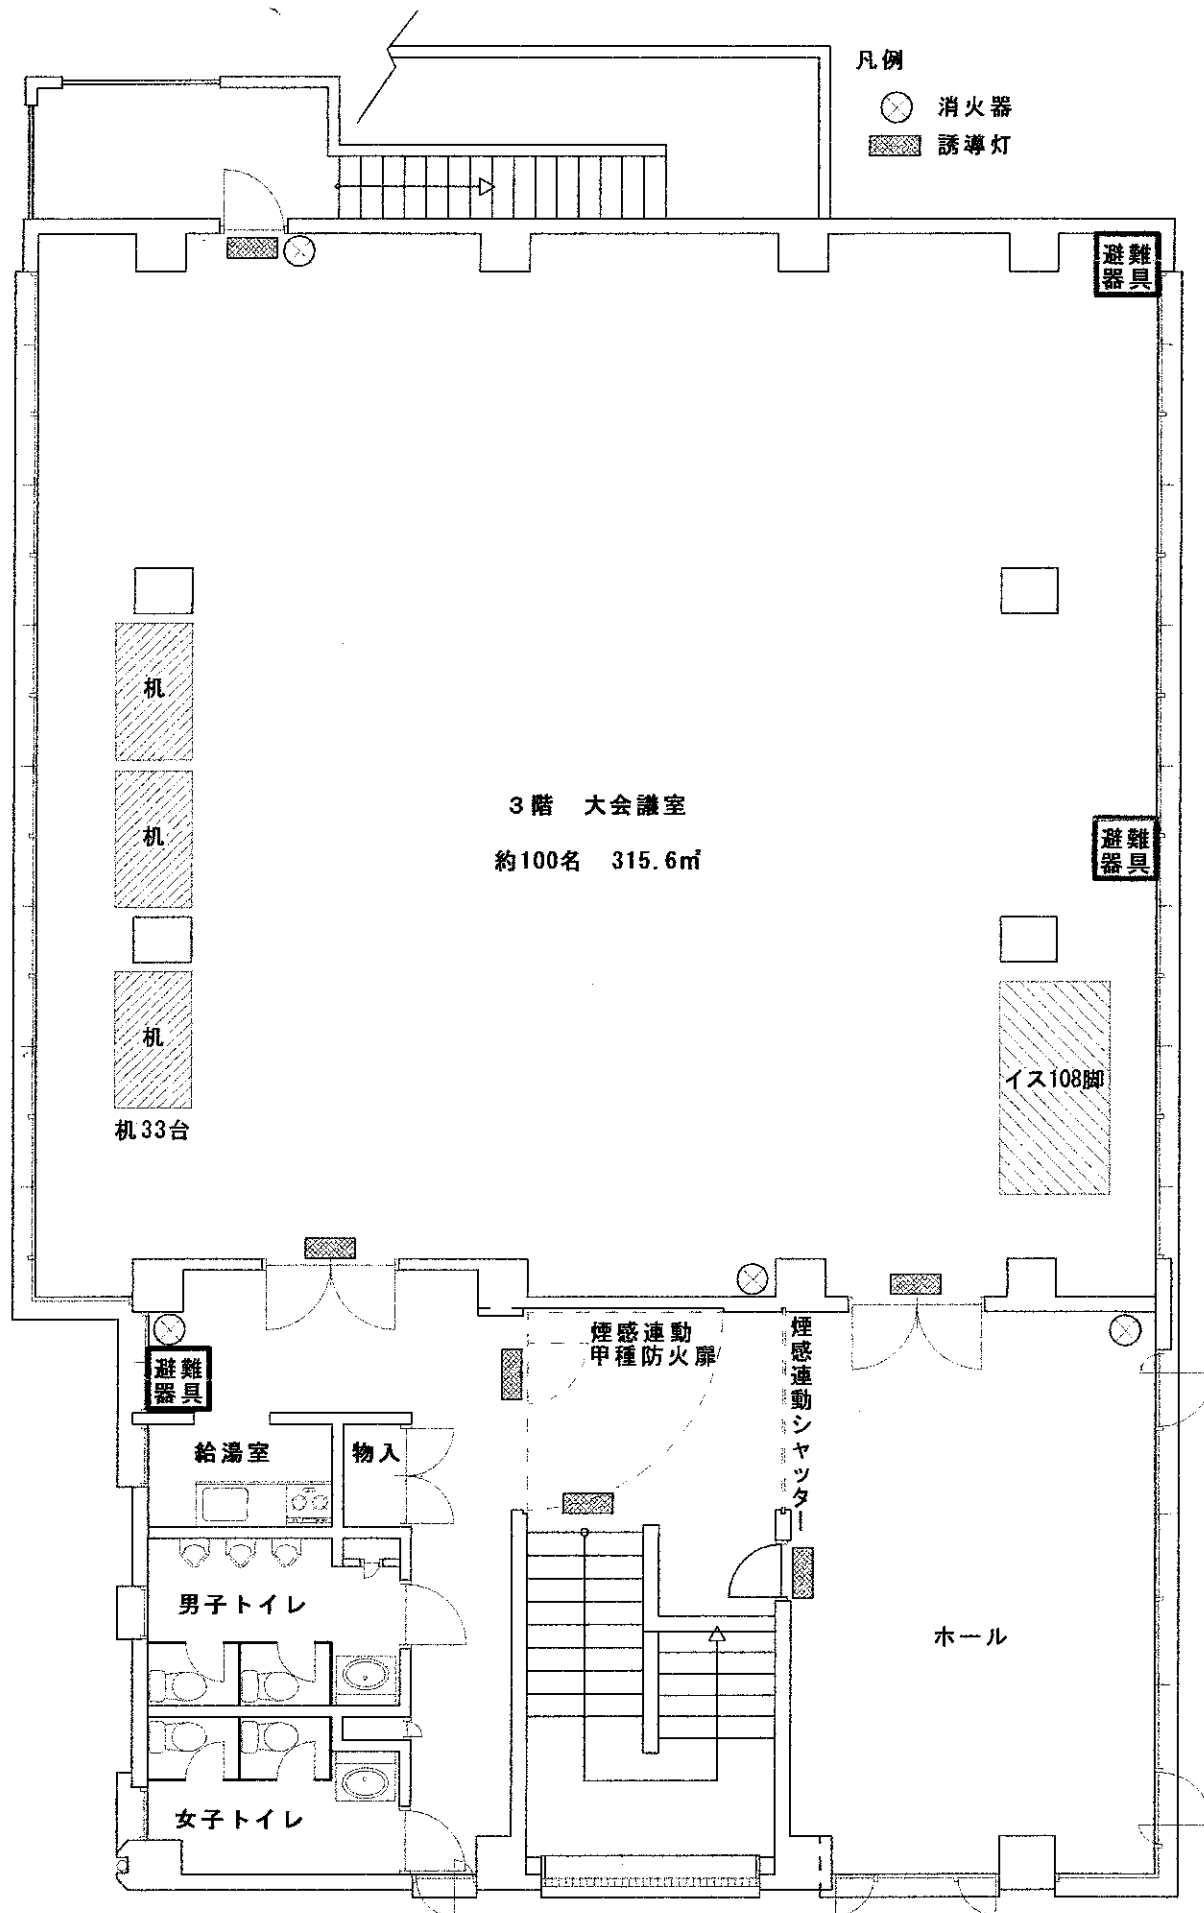 凡例
消火器
誘導灯
避難
器具
机
机
3階 大会議室
約100名 315.6㎡
避難
器具
机
イス108脚
机33台
煙感連動
甲種防火扉
煙感連動シャッター
避難
器具
給湯室
物入
男子トイレ
ホール
女子トイレ